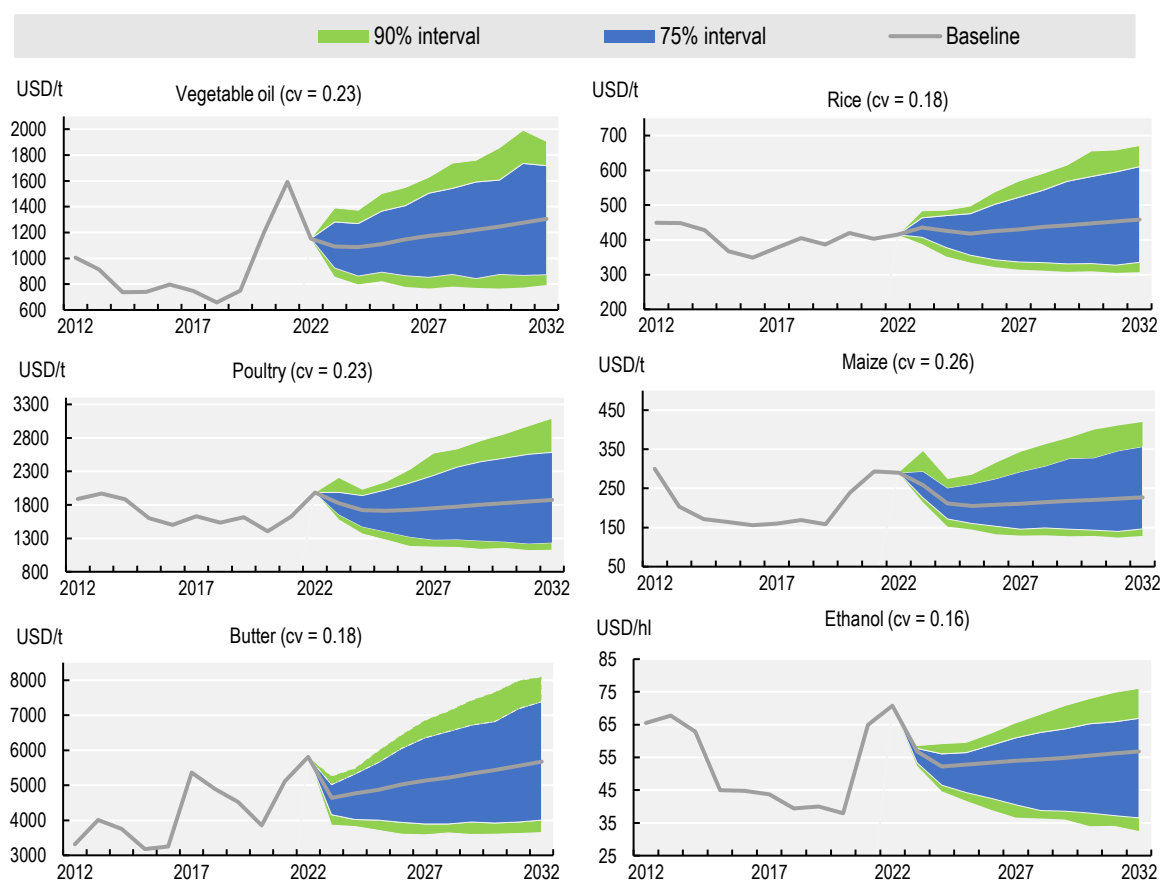 90% interval 75% interval Baseline
USD/t
Vegetable oil (cv = 0.23)
2000
1800
1600
1400
1200
1000
800
600
2012 2017 2022 2027 2032
USD/t
Rice (cv = 0.18)
700
600
500
400
300
200
2012 2017 2022 2027 2032
USD/t
Poultry (cv = 0.23)
3300
2800
2300
1800
1300
800
2012 2017 2022 2027 2032
USD/t
Maize (cv = 0.26)
450
350
250
150
50
2012 2017 2022 2027 2032
USD/t
Butter (cv = 0.18)
8000
7000
6000
5000
4000
3000
2012 2017 2022 2027 2032
USD/hl
Ethanol (cv = 0.16)
85
75
65
55
45
35
25
2012 2017 2022 2027 2032